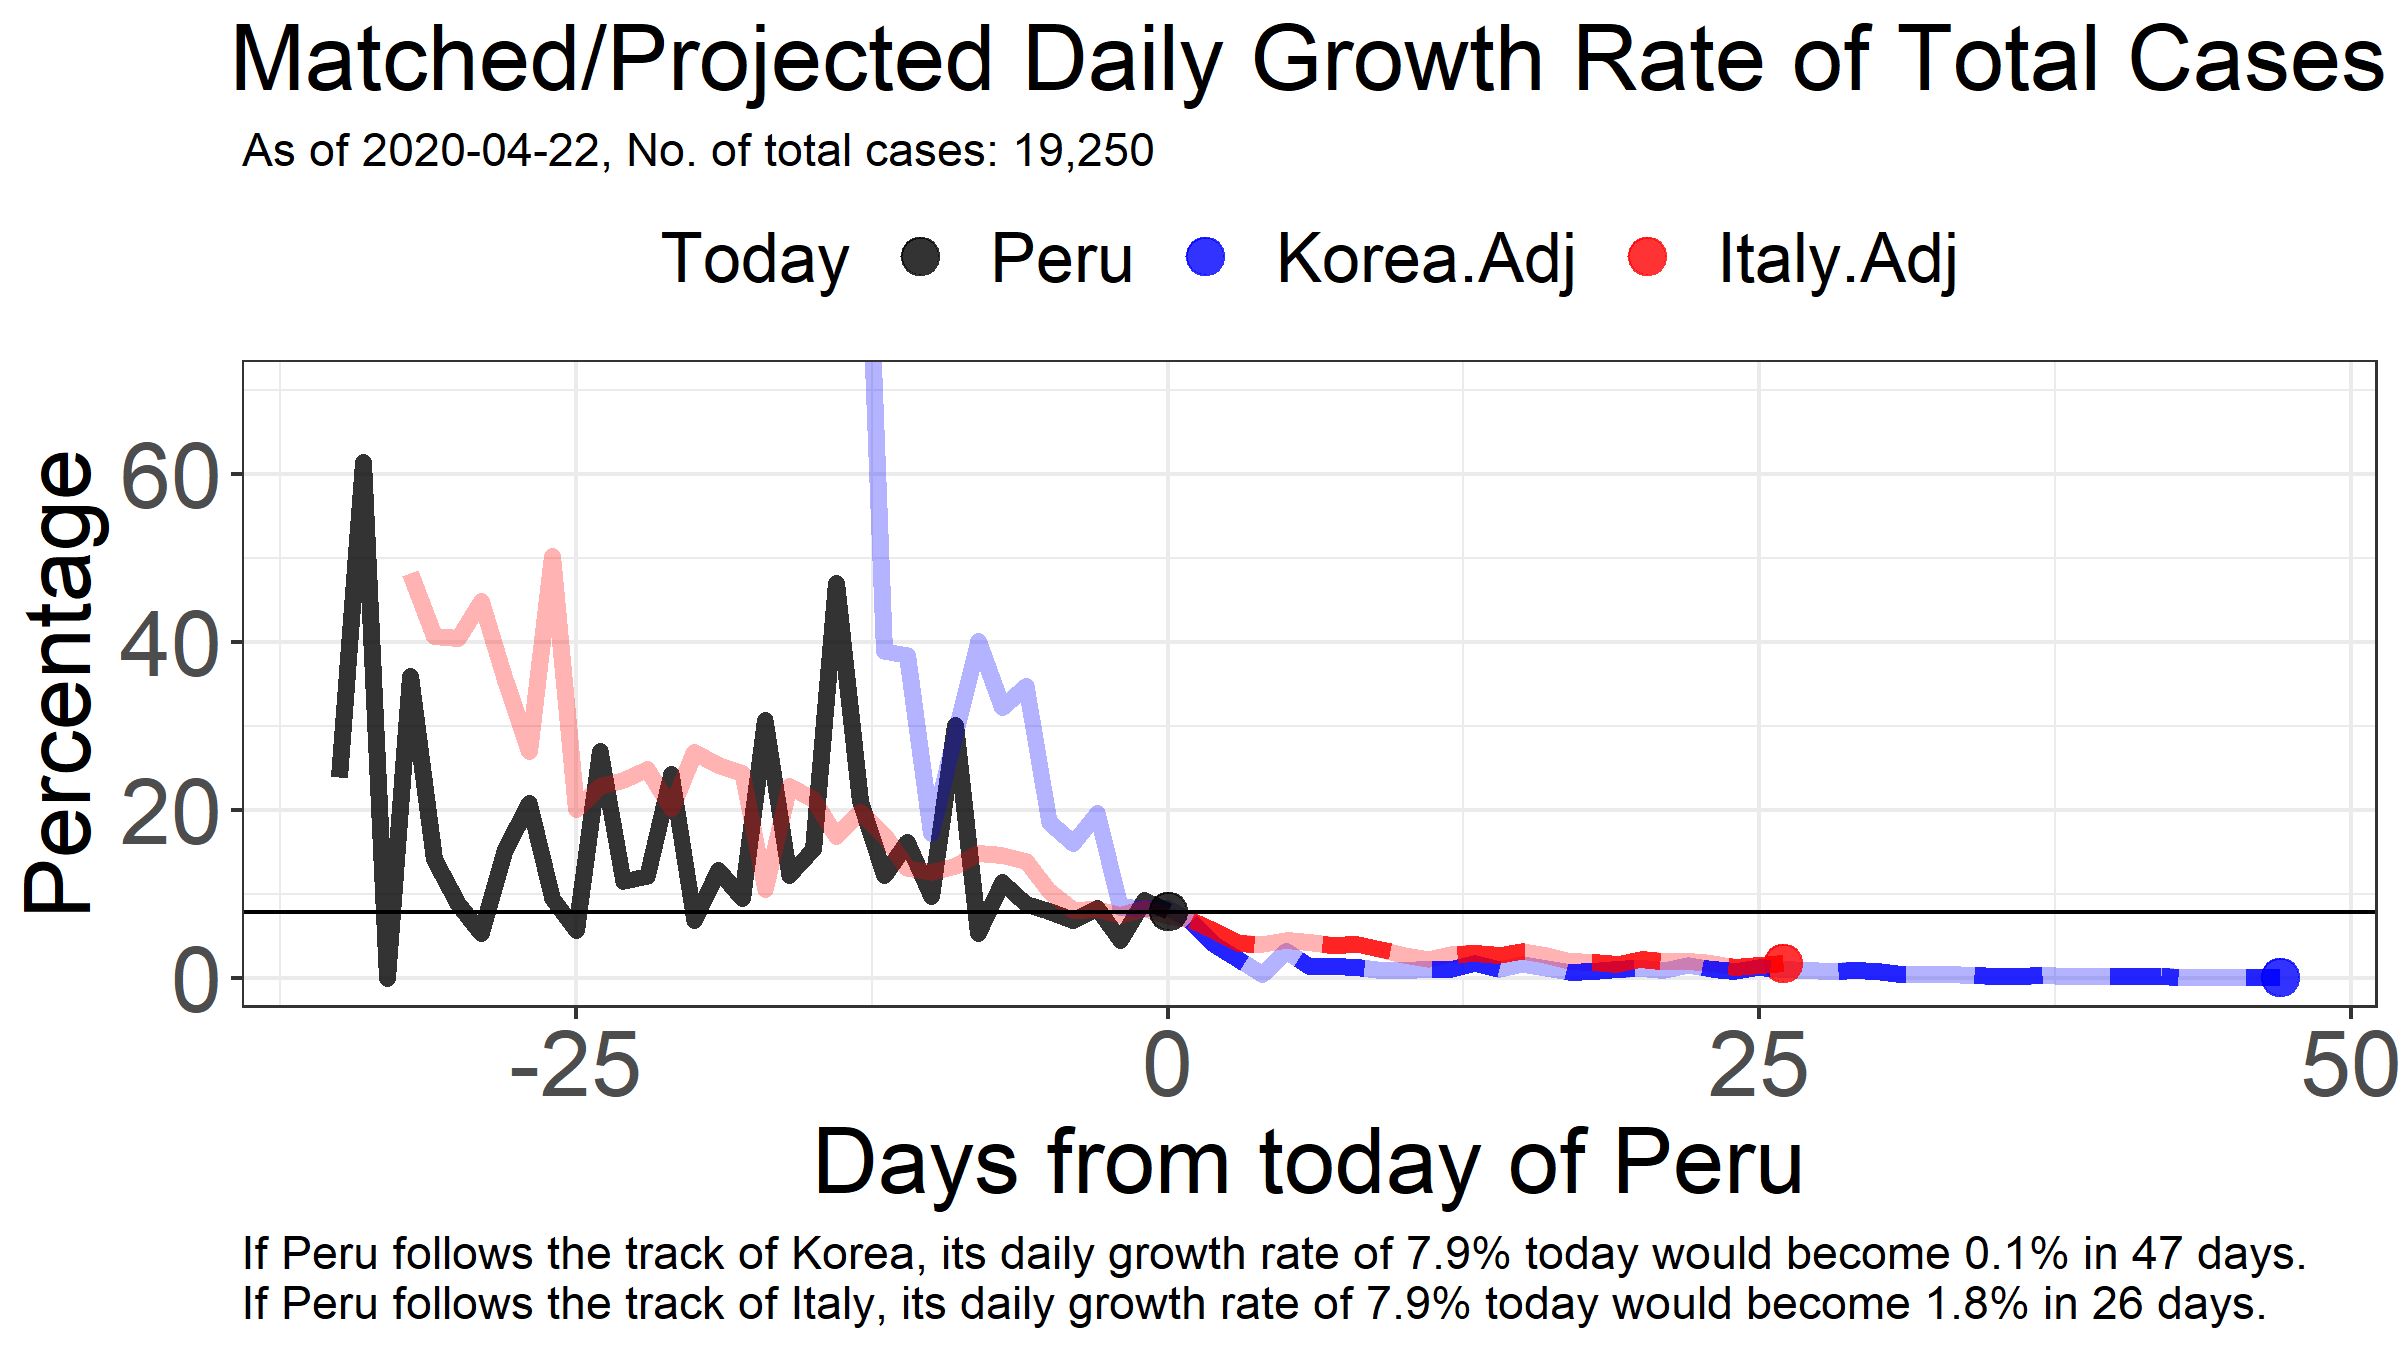 Matched/Projected Daily Growth Rate of Total Cases
As of 2020-04-22, No. of total cases: 19,250
Today Peru Korea.Adj Italy.Adj
Percentage
60
40
20
0
-25 0 25 50
Days from today of Peru
If Peru follows the track of Korea, its daily growth rate of 7.9% today would become 0.1% in 47 days.
If Peru follows the track of Italy, its daily growth rate of 7.9% today would become 1.8% in 26 days.